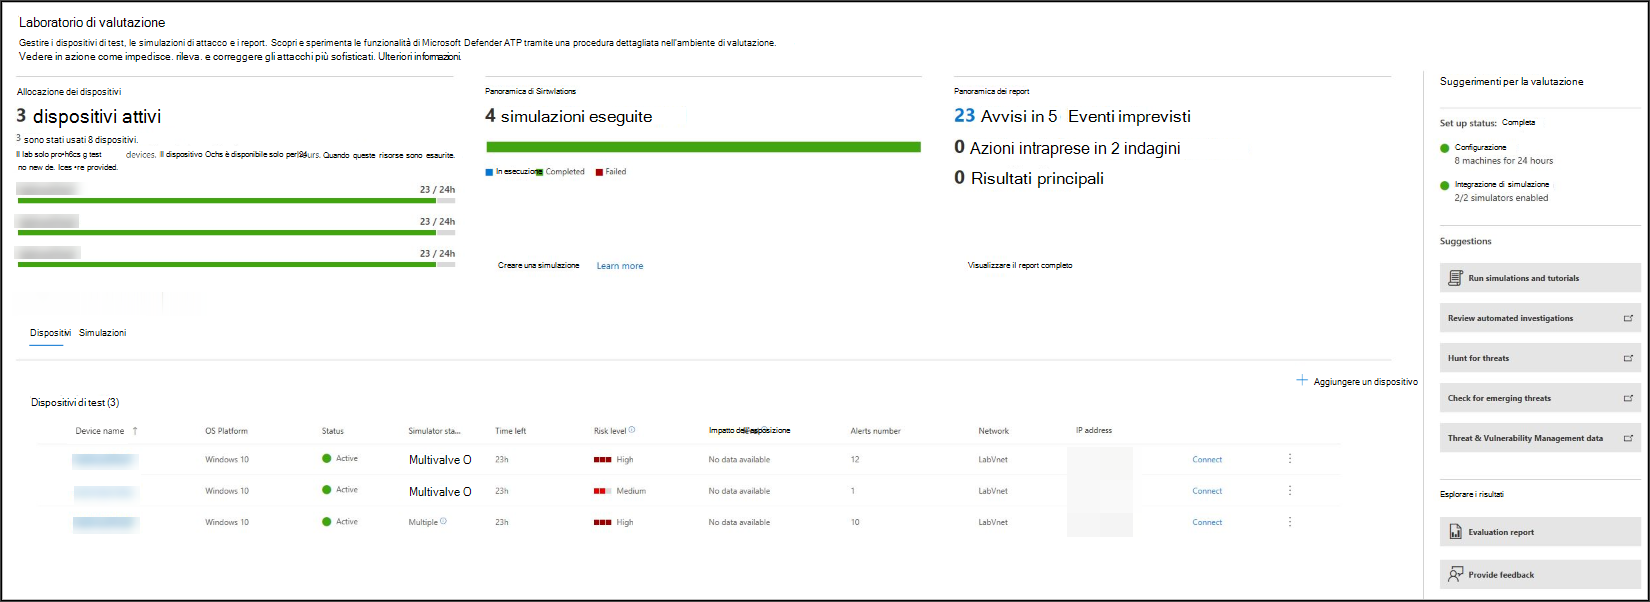 Laboratorio di valutazione
Gestire i dispositivi di test, le simulazioni di attacco e i report. Scopri e sperimenta le funzionalità di Microsoft Defender ATP tramite una procedura dettagliata nell'ambiente di valutazione.
Vedere in azione come impedisce. rileva. e correggere gli attacchi più sofisticati. Ulteriori informazioni.
Allocazione dei dispositivi
3 dispositivi attivi
3 sono stati usati 8 dispositivi.
Il lab solo pro•h6cs g test devices. Il dispositivo Ochs è disponibile solo per 24 hours. Quando queste risorse sono esaurite.
no new de. Ices •re provided.
23 / 24h
23 / 24h
23 / 24h
Panoramica di Sirtwlations
4 simulazioni eseguite
In esecuzione Completed Failed
Creare una simulazione Learn more
Panoramica dei report
23 Avvisi in 5 Eventi imprevisti
0 Azioni intraprese in 2 indagini
0 Risultati principali
Visualizzare il report completo
Suggerimenti per la valutazione
Set up status: Completa
Configurazione
8 machines for 24 hours
Integrazione di simulazione
2/2 simulators enabled
Suggestions
Run simulations and tutorials
Review automated investigations
Hunt for threats
Check for emerging threats
Threat & Vulnerability Management data
Esplorare i risultati
Evaluation report
Provide feedback
Dispositivi Simulazioni
Aggiungere un dispositivo
Dispositivi di test (3)
Device name ↑ OS Platform Status Simulator sta... Time left Risk level Impatto dell'esposizione Alerts number Network IP address
Windows 10 Active Multivalve O 23h High No data available 12 LabVnet Connect
Windows 10 Active Multivalve O 23h Medium No data available 1 LabVnet Connect
Windows 10 Active Multiple 23h High No data available 10 LabVnet Connect